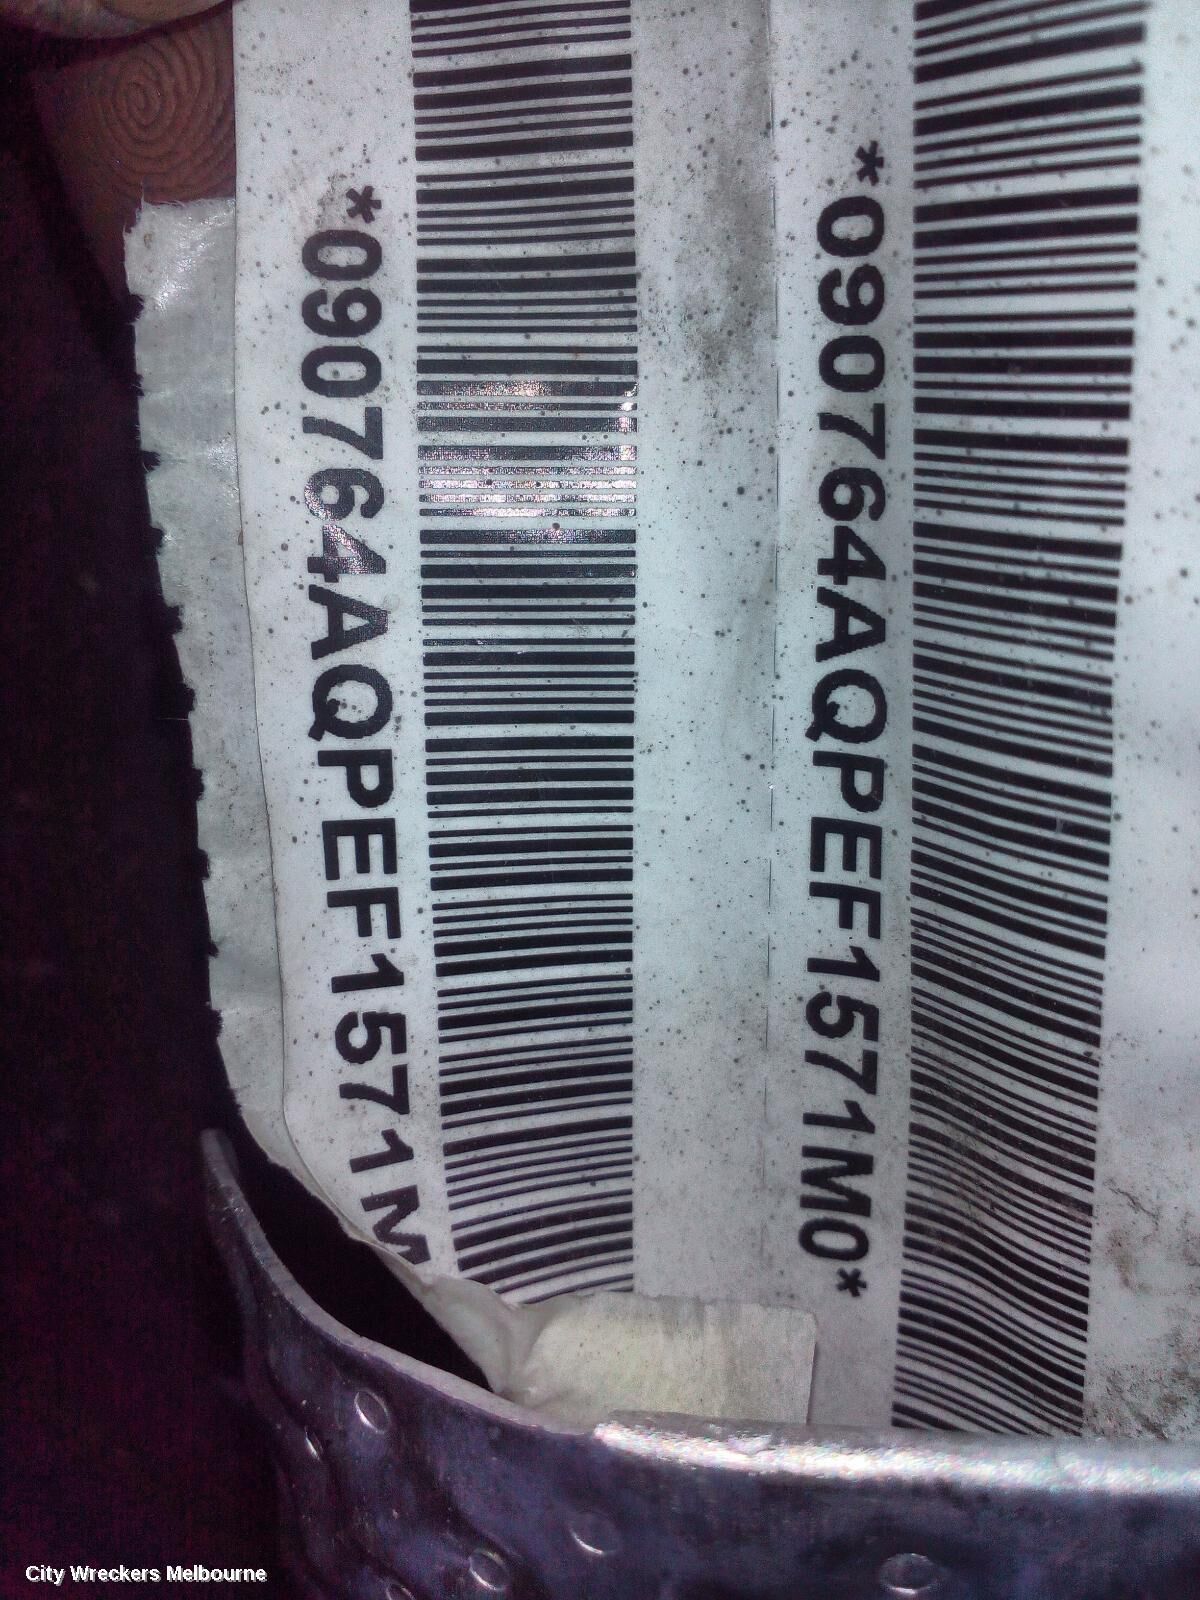 *090764AQPEF1571M0*
*090764AQPEF1571M
City Wreckers Melbourne